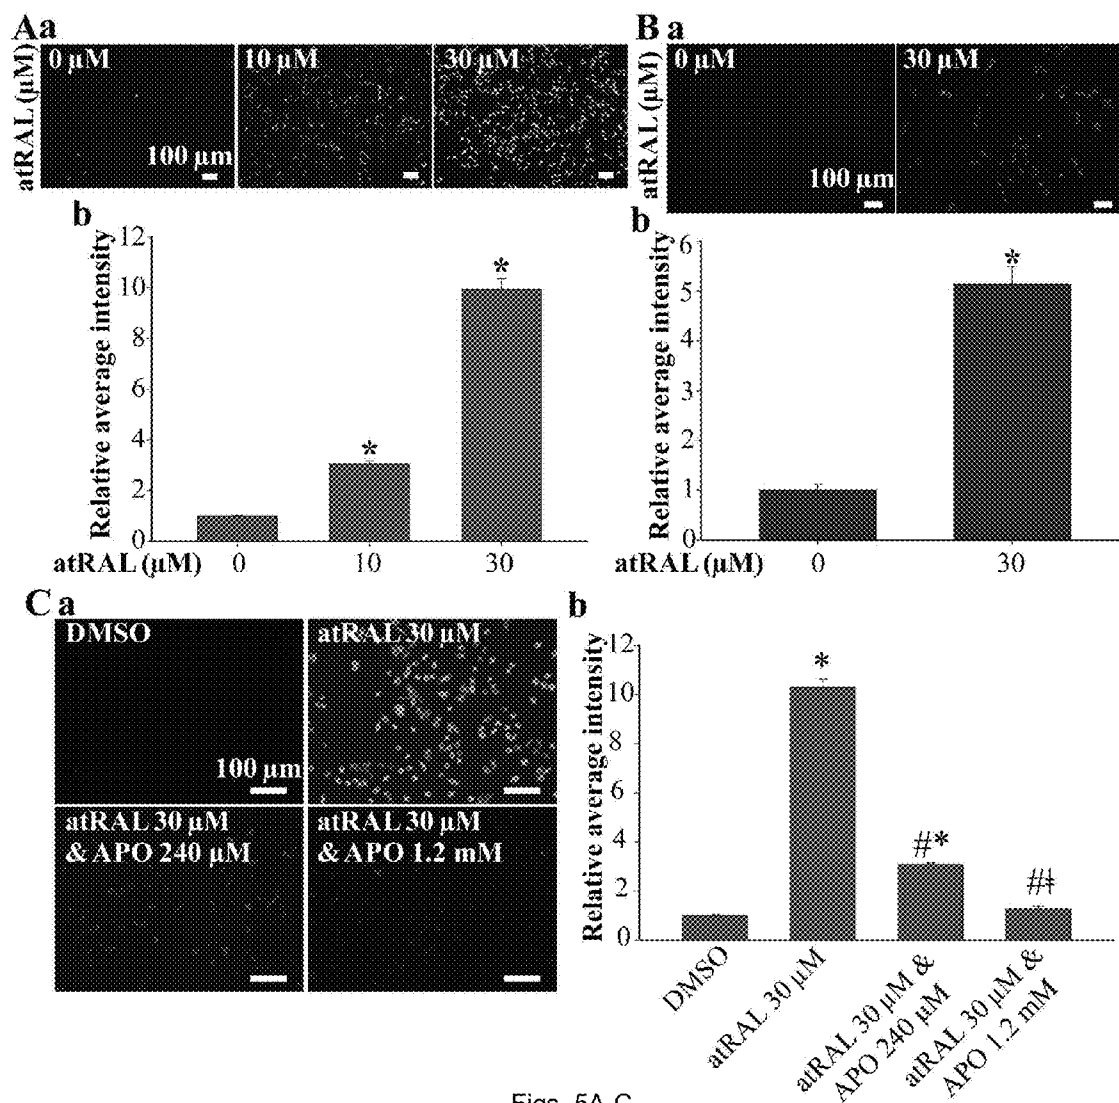 Aa
atRAL (µM)
0 µM
10 µM
30 µM
100 µm
b
Relative average intensity
12
10
8
6
4
2
0
*
*
atRAL (µM)
0
10
30
B a
atRAL (µM)
0 µM
30 µM
100 µm
b
Relative average intensity
6
5
4
3
2
1
0
*
atRAL (µM)
0
30
C a
DMSO
atRAL 30 µM
100 µm
atRAL 30 µM
& APO 240 µM
atRAL 30 µM
& APO 1.2 mM
b
Relative average intensity
12
10
8
6
4
2
0
*
#*
#ǂ
DMSO
atRAL 30 µM
atRAL 30 µM &
APO 240 µM
atRAL 30 µM &
APO 1.2 mM
Figs. 5A-C